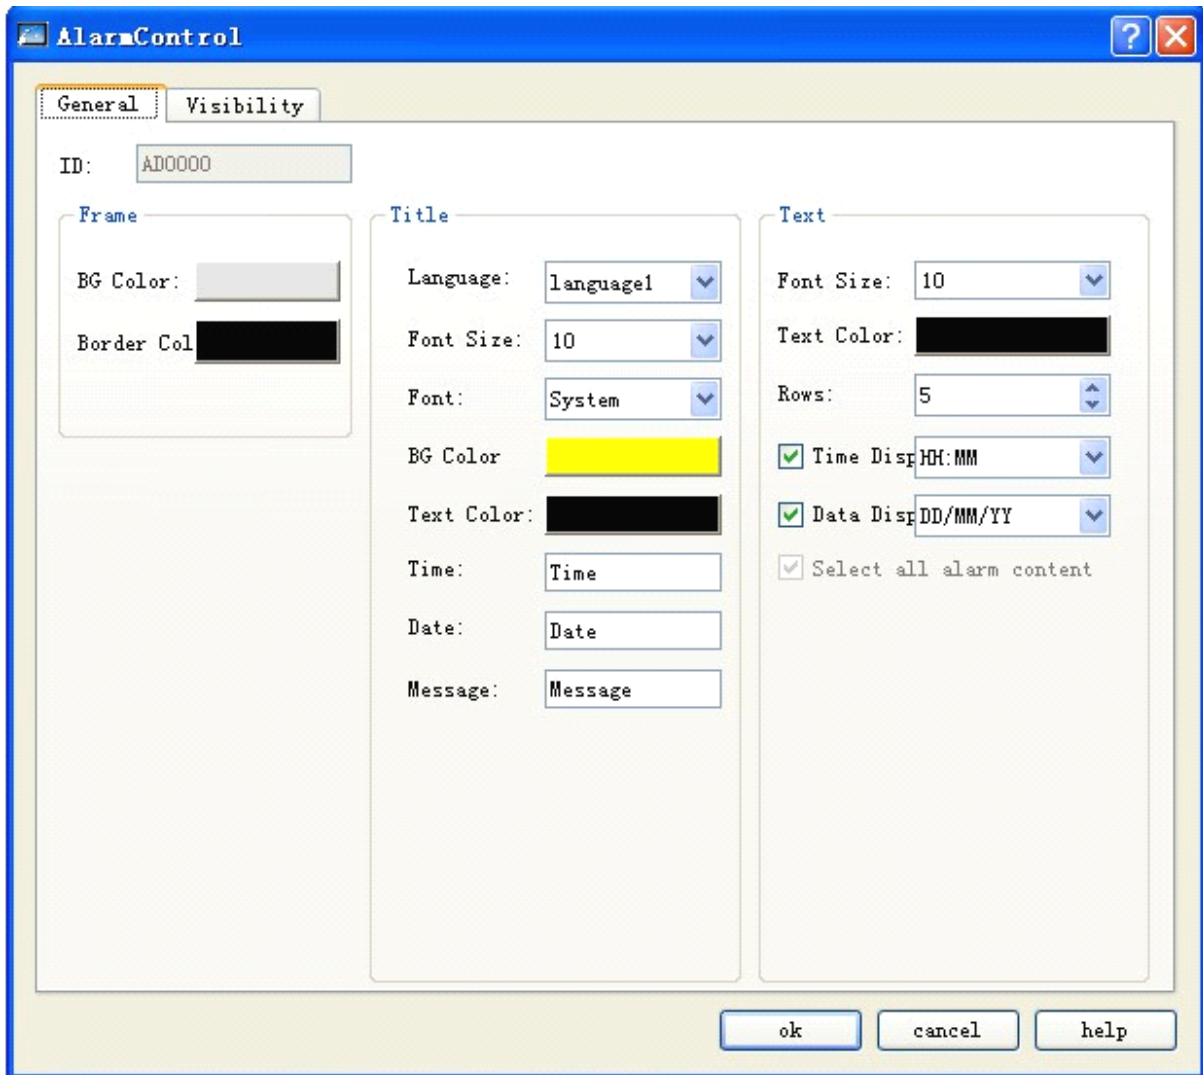 AlarmControl
General Visibility
ID: AD0000
Frame
BG Color:
Border Col
Title
Language: language1
Font Size: 10
Font: System
BG Color
Text Color:
Time: Time
Date: Date
Message: Message
Text
Font Size: 10
Text Color:
Rows: 5
Time Disp HH:MM
Data Disp DD/MM/YY
Select all alarm content
ok cancel help